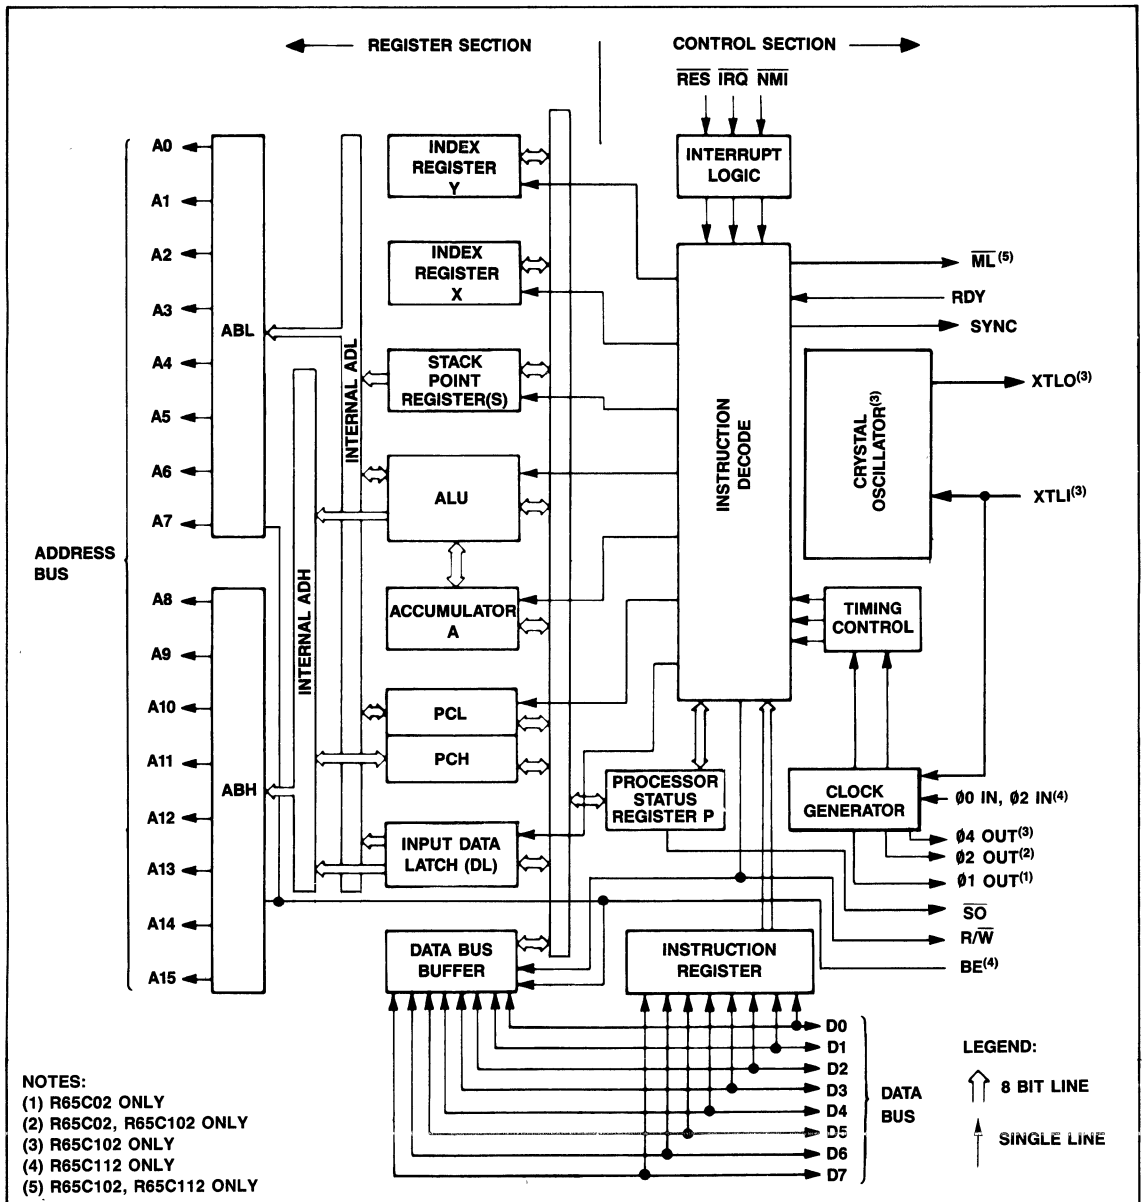 REGISTER SECTION
CONTROL SECTION
RES IRQ NMI
INTERRUPT
LOGIC
INDEX
REGISTER
Y
INDEX
REGISTER
X
STACK
POINT
REGISTER(S)
ALU
ACCUMULATOR
A
PCL
PCH
INPUT DATA
LATCH (DL)
DATA BUS
BUFFER
INTERNAL ADL
INTERNAL ADH
ABL
ABH
ADDRESS
BUS
A0
A1
A2
A3
A4
A5
A6
A7
A8
A9
A10
A11
A12
A13
A14
A15
INSTRUCTION
DECODE
CRYSTAL
OSCILLATOR(3)
TIMING
CONTROL
CLOCK
GENERATOR
PROCESSOR
STATUS
REGISTER P
INSTRUCTION
REGISTER
ML(5)
RDY
SYNC
XTLO(3)
XTLI(3)
Ø0 IN, Ø2 IN(4)
Ø4 OUT(3)
Ø2 OUT(2)
Ø1 OUT(1)
SO
R/W
BE(4)
D0
D1
D2
D3
D4
D5
D6
D7
DATA
BUS
LEGEND:
8 BIT LINE
SINGLE LINE
NOTES:
(1) R65C02 ONLY
(2) R65C02, R65C102 ONLY
(3) R65C102 ONLY
(4) R65C112 ONLY
(5) R65C102, R65C112 ONLY